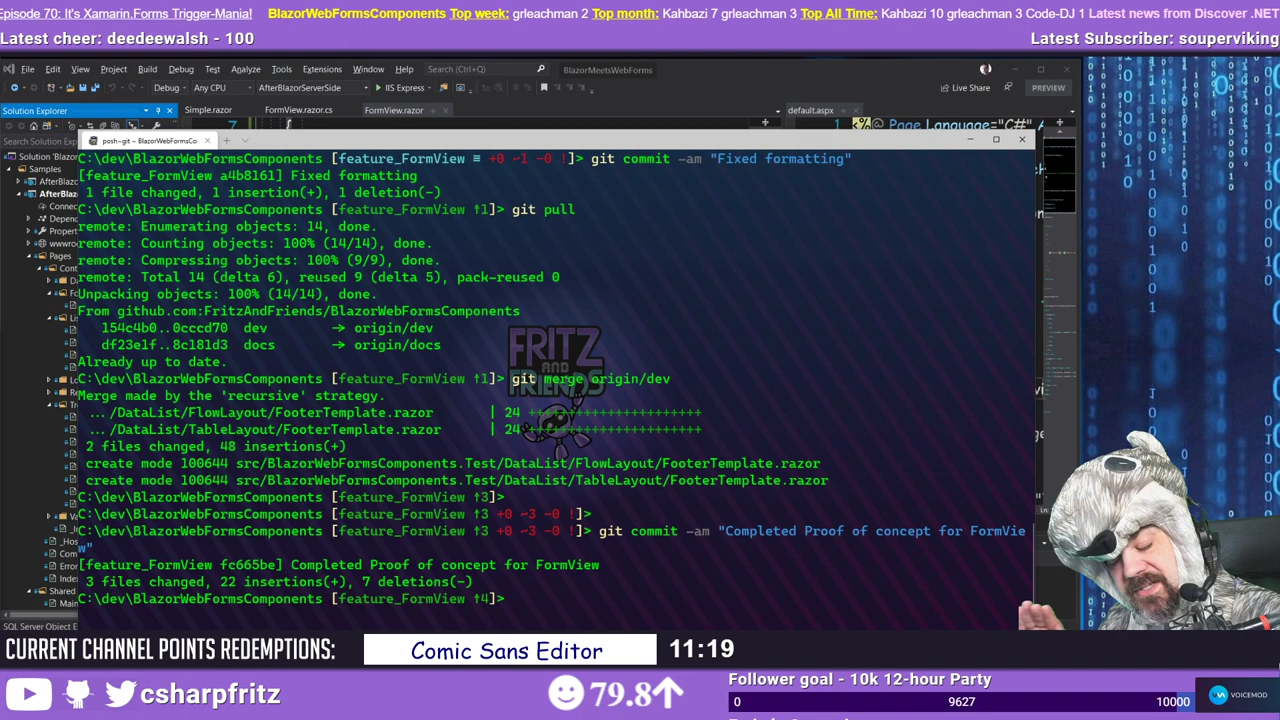 Episode 70: It's Xamarin.Forms Trigger-Mania! BlazorWebFormsComponents Top week: grleachman 2 Top month: Kahbazi 7 grleachman 3 Top All Time: Kahbazi 10 grleachman 3 Code-DJ 1 Latest news from Discover .NET
Latest cheer: deedeewalsh - 100
Latest Subscriber: souperviking
File Edit View Project Build Debug Test Analyze Tools Extensions Window Help Search (Ctrl+Q) BlazorMeetsWebForms
Debug Any CPU AfterBlazorServerSide IIS Express Live Share PREVIEW
Solution Explorer Simple.razor FormView.razor.cs FormView.razor default.aspx
7 <%@ Page Language="C#"
posh~git ~ BlazorWebFormsCo
C:\dev\BlazorWebFormsComponents [feature_FormView ≡ +0 ~1 -0 !]> git commit -am "Fixed formatting"
[feature_FormView a4b8161] Fixed formatting
1 file changed, 1 insertion(+), 1 deletion(-)
C:\dev\BlazorWebFormsComponents [feature_FormView ↑1]> git pull
remote: Enumerating objects: 14, done.
remote: Counting objects: 100% (14/14), done.
remote: Compressing objects: 100% (9/9), done.
remote: Total 14 (delta 6), reused 9 (delta 5), pack-reused 0
Unpacking objects: 100% (14/14), done.
From github.com:FritzAndFriends/BlazorWebFormsComponents
154c4b0..0cccd70 dev -> origin/dev
df23e1f..8c181d3 docs -> origin/docs
Already up to date.
C:\dev\BlazorWebFormsComponents [feature_FormView ↑1]> git merge origin/dev
Merge made by the 'recursive' strategy.
.../DataList/FlowLayout/FooterTemplate.razor | 24 ++++++++++++++++++++++++
.../DataList/TableLayout/FooterTemplate.razor | 24 ++++++++++++++++++++++++
2 files changed, 48 insertions(+)
create mode 100644 src/BlazorWebFormsComponents.Test/DataList/FlowLayout/FooterTemplate.razor
create mode 100644 src/BlazorWebFormsComponents.Test/DataList/TableLayout/FooterTemplate.razor
C:\dev\BlazorWebFormsComponents [feature_FormView ↑3]>
C:\dev\BlazorWebFormsComponents [feature_FormView ↑3 +0 ~3 -0 !]>
C:\dev\BlazorWebFormsComponents [feature_FormView ↑3 +0 ~3 -0 !]> git commit -am "Completed Proof of concept for FormVie
w"
[feature_FormView fc665be] Completed Proof of concept for FormView
3 files changed, 22 insertions(+), 7 deletions(-)
C:\dev\BlazorWebFormsComponents [feature_FormView ↑4]>
FRITZ
AND
FRIENDS
CURRENT CHANNEL POINTS REDEMPTIONS: Comic Sans Editor 11:19
csharpfritz 79.8↑
Follower goal - 10k 12-hour Party
0 9627 10000
VOICEMOD